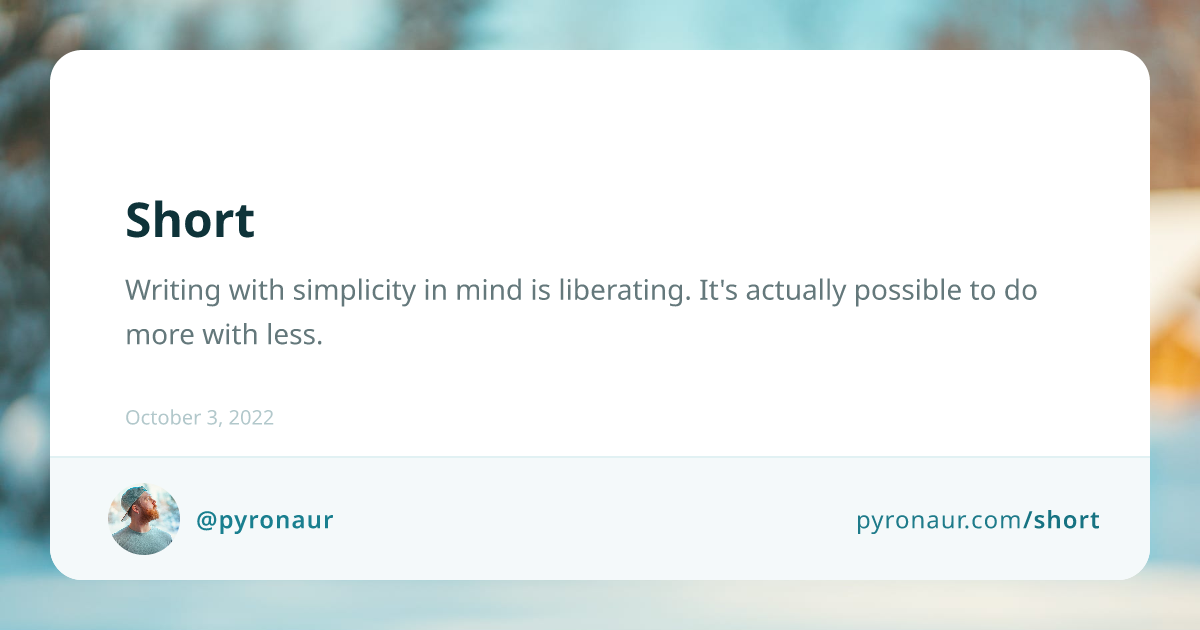 Short
Writing with simplicity in mind is liberating. It's actually possible to do
more with less.
October 3, 2022
@pyronaur
pyronaur.com/short